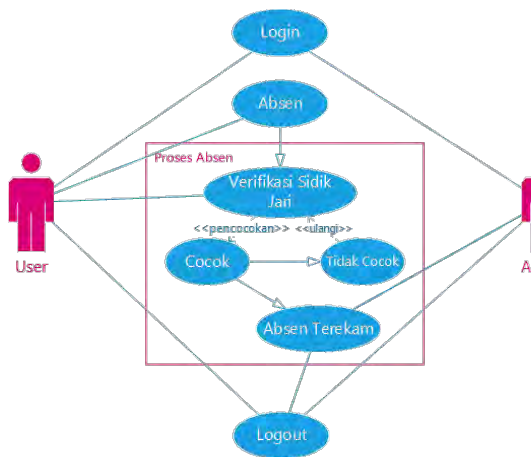 Login
Absen
Proses Absen
Verifikasi Sidik
Jari
<<pencocokan>> <<ulangi>>
Cocok
Tidak Cocok
User
A
Absen Terekam
Logout